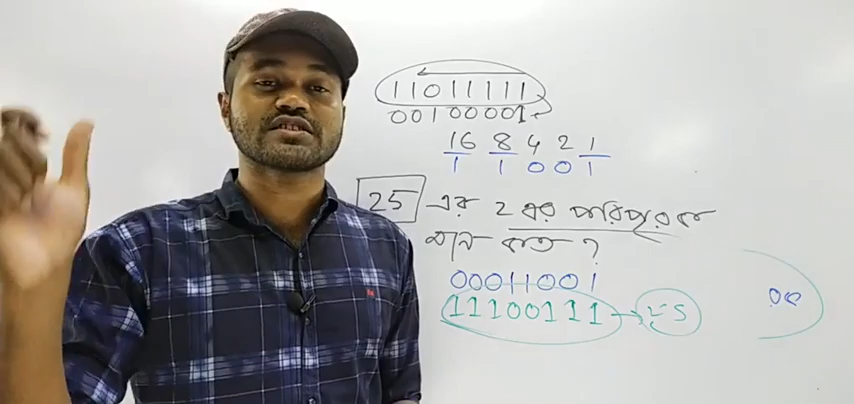 11011111
00100001
16 8 4 2 1
1 1 0 0 1
25 এর 2 এর পরিপূরক
মান কত ?
00011001
11100111 → 25